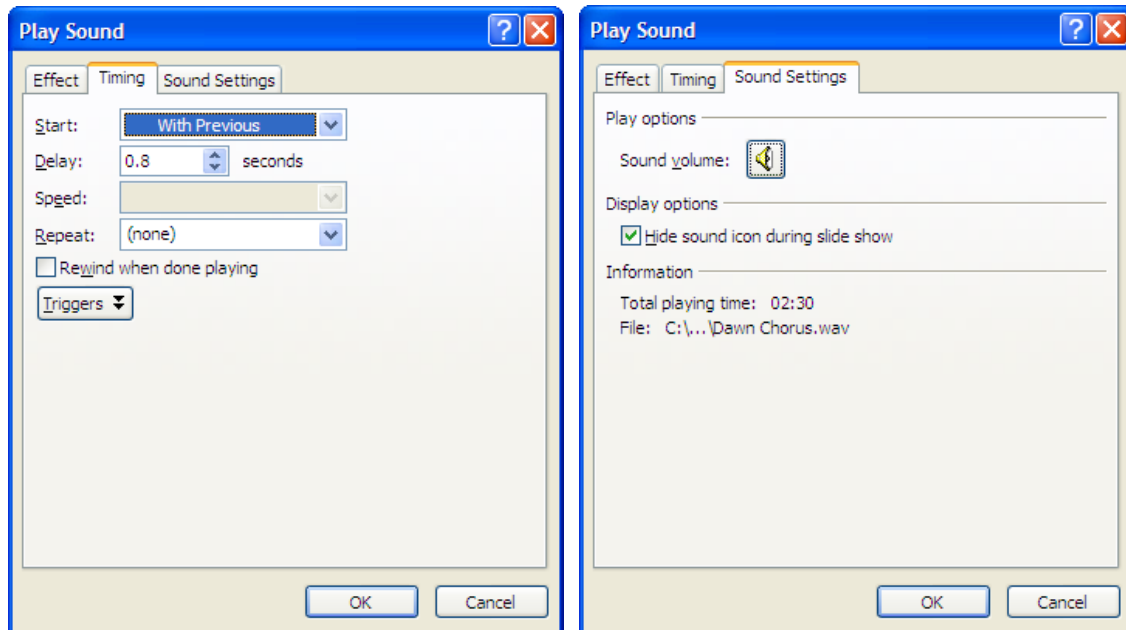 Play Sound
Effect Timing Sound Settings
Start: With Previous
Delay: 0.8 seconds
Speed:
Repeat: (none)
Rewind when done playing
Triggers
OK Cancel
Play Sound
Effect Timing Sound Settings
Play options
Sound volume:
Display options
Hide sound icon during slide show
Information
Total playing time: 02:30
File: C:\...\Dawn Chorus.wav
OK Cancel